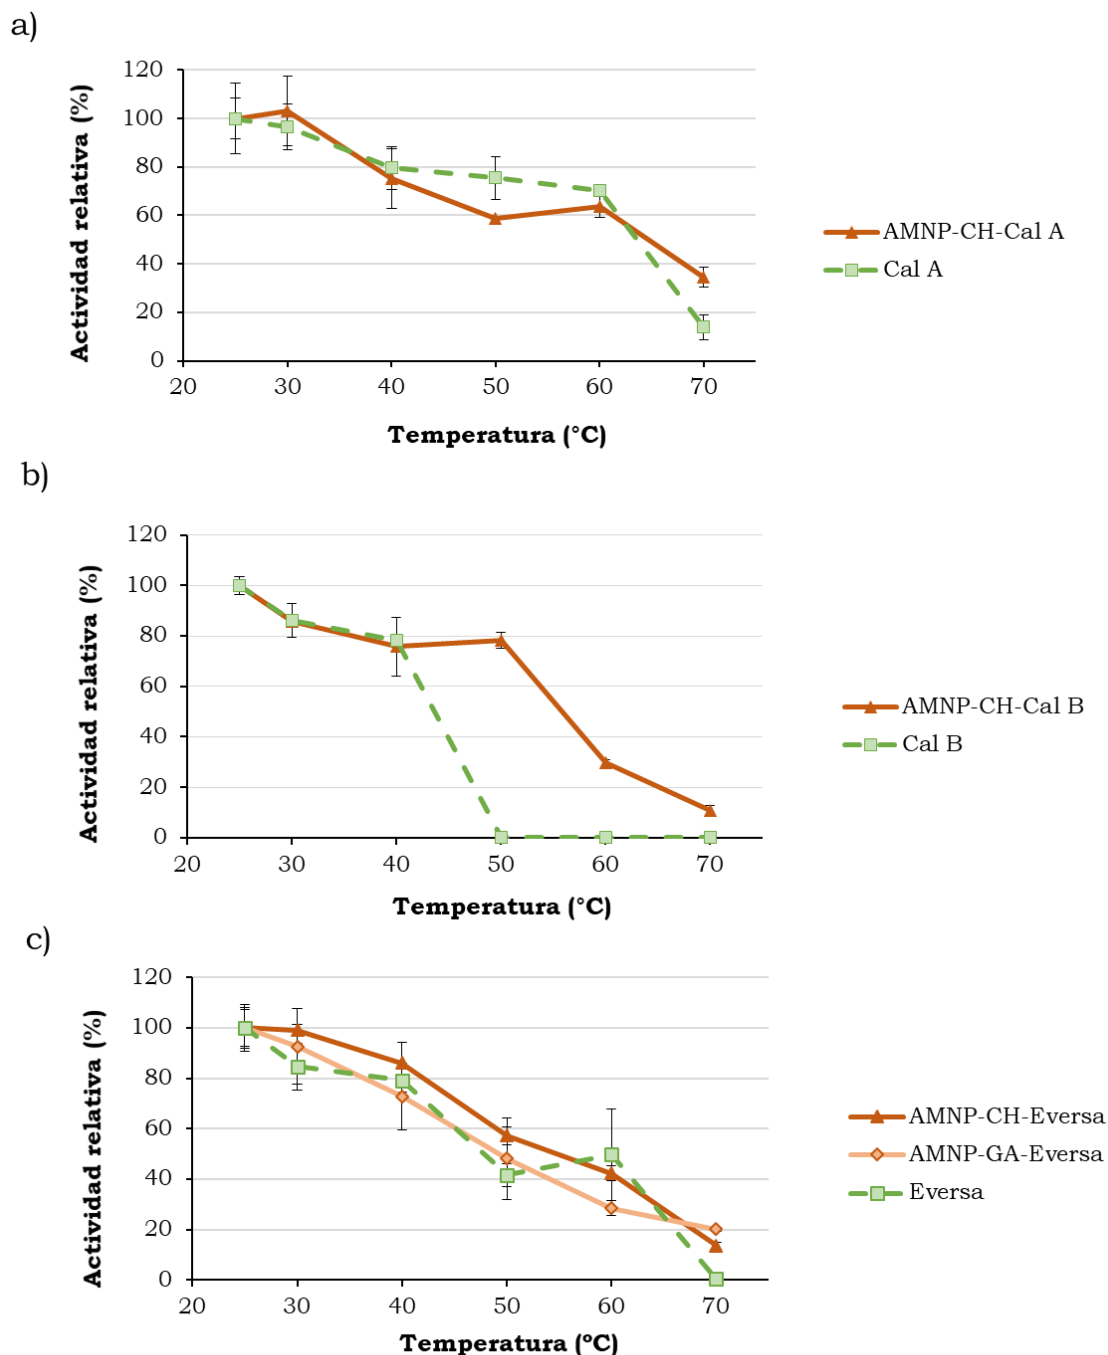 a)
120
100
80
60
40
20
0
Actividad relativa (%)
20 30 40 50 60 70
Temperatura (°C)
AMNP-CH-Cal A
Cal A
b)
120
100
80
60
40
20
0
Actividad relativa (%)
20 30 40 50 60 70
Temperatura (°C)
AMNP-CH-Cal B
Cal B
c)
120
100
80
60
40
20
0
Actividad relativa (%)
20 30 40 50 60 70
Temperatura (ºC)
AMNP-CH-Eversa
AMNP-GA-Eversa
Eversa